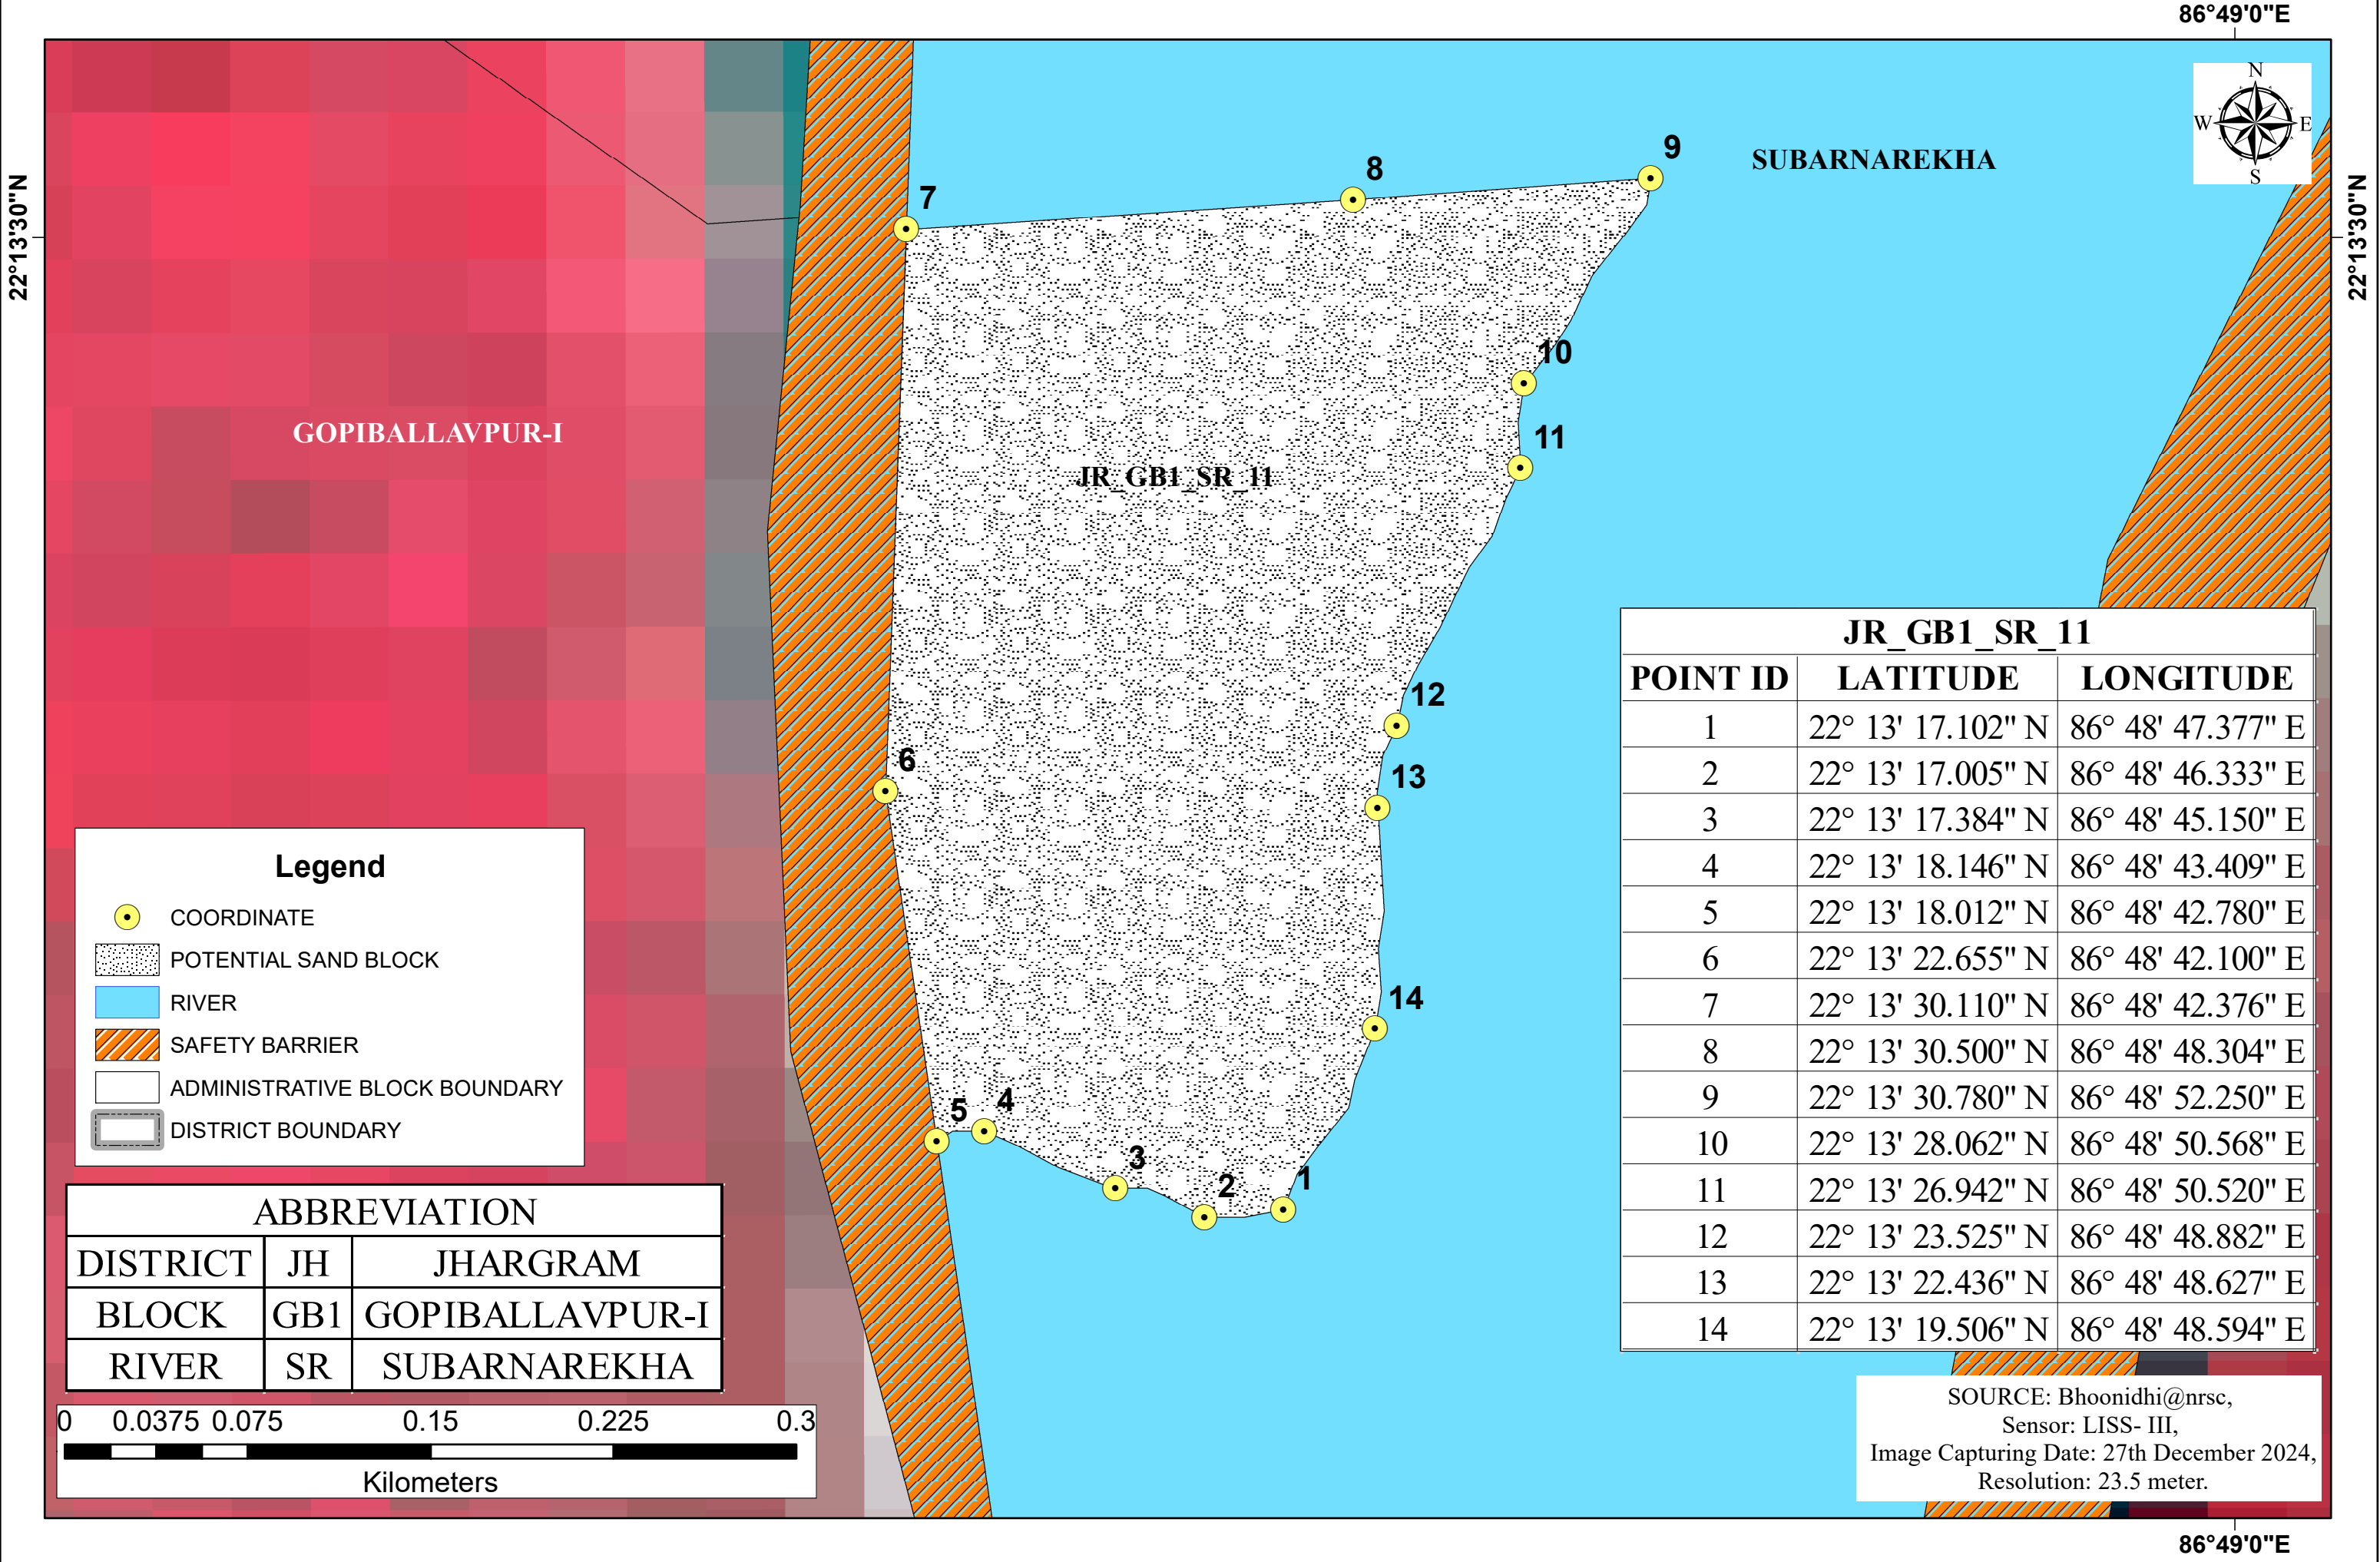 86°49'0"E
22°13'30"N
22°13'30"N
N
W E
S
SUBARNAREKHA
9
8
7
10
GOPIBALLAVPUR-I
11
JR_GB1_SR_11
12
6
13
14
5
4
3
2
1
JR_GB1_SR_11
POINT ID LATITUDE LONGITUDE
1 22° 13' 17.102" N 86° 48' 47.377" E
2 22° 13' 17.005" N 86° 48' 46.333" E
3 22° 13' 17.384" N 86° 48' 45.150" E
4 22° 13' 18.146" N 86° 48' 43.409" E
5 22° 13' 18.012" N 86° 48' 42.780" E
6 22° 13' 22.655" N 86° 48' 42.100" E
7 22° 13' 30.110" N 86° 48' 42.376" E
8 22° 13' 30.500" N 86° 48' 48.304" E
9 22° 13' 30.780" N 86° 48' 52.250" E
10 22° 13' 28.062" N 86° 48' 50.568" E
11 22° 13' 26.942" N 86° 48' 50.520" E
12 22° 13' 23.525" N 86° 48' 48.882" E
13 22° 13' 22.436" N 86° 48' 48.627" E
14 22° 13' 19.506" N 86° 48' 48.594" E
Legend
COORDINATE
POTENTIAL SAND BLOCK
RIVER
SAFETY BARRIER
ADMINISTRATIVE BLOCK BOUNDARY
DISTRICT BOUNDARY
ABBREVIATION
DISTRICT JH JHARGRAM
BLOCK GB1 GOPIBALLAVPUR-I
RIVER SR SUBARNAREKHA
0 0.0375 0.075 0.15 0.225 0.3
Kilometers
SOURCE: Bhoonidhi@nrsc,
Sensor: LISS- III,
Image Capturing Date: 27th December 2024,
Resolution: 23.5 meter.
86°49'0"E